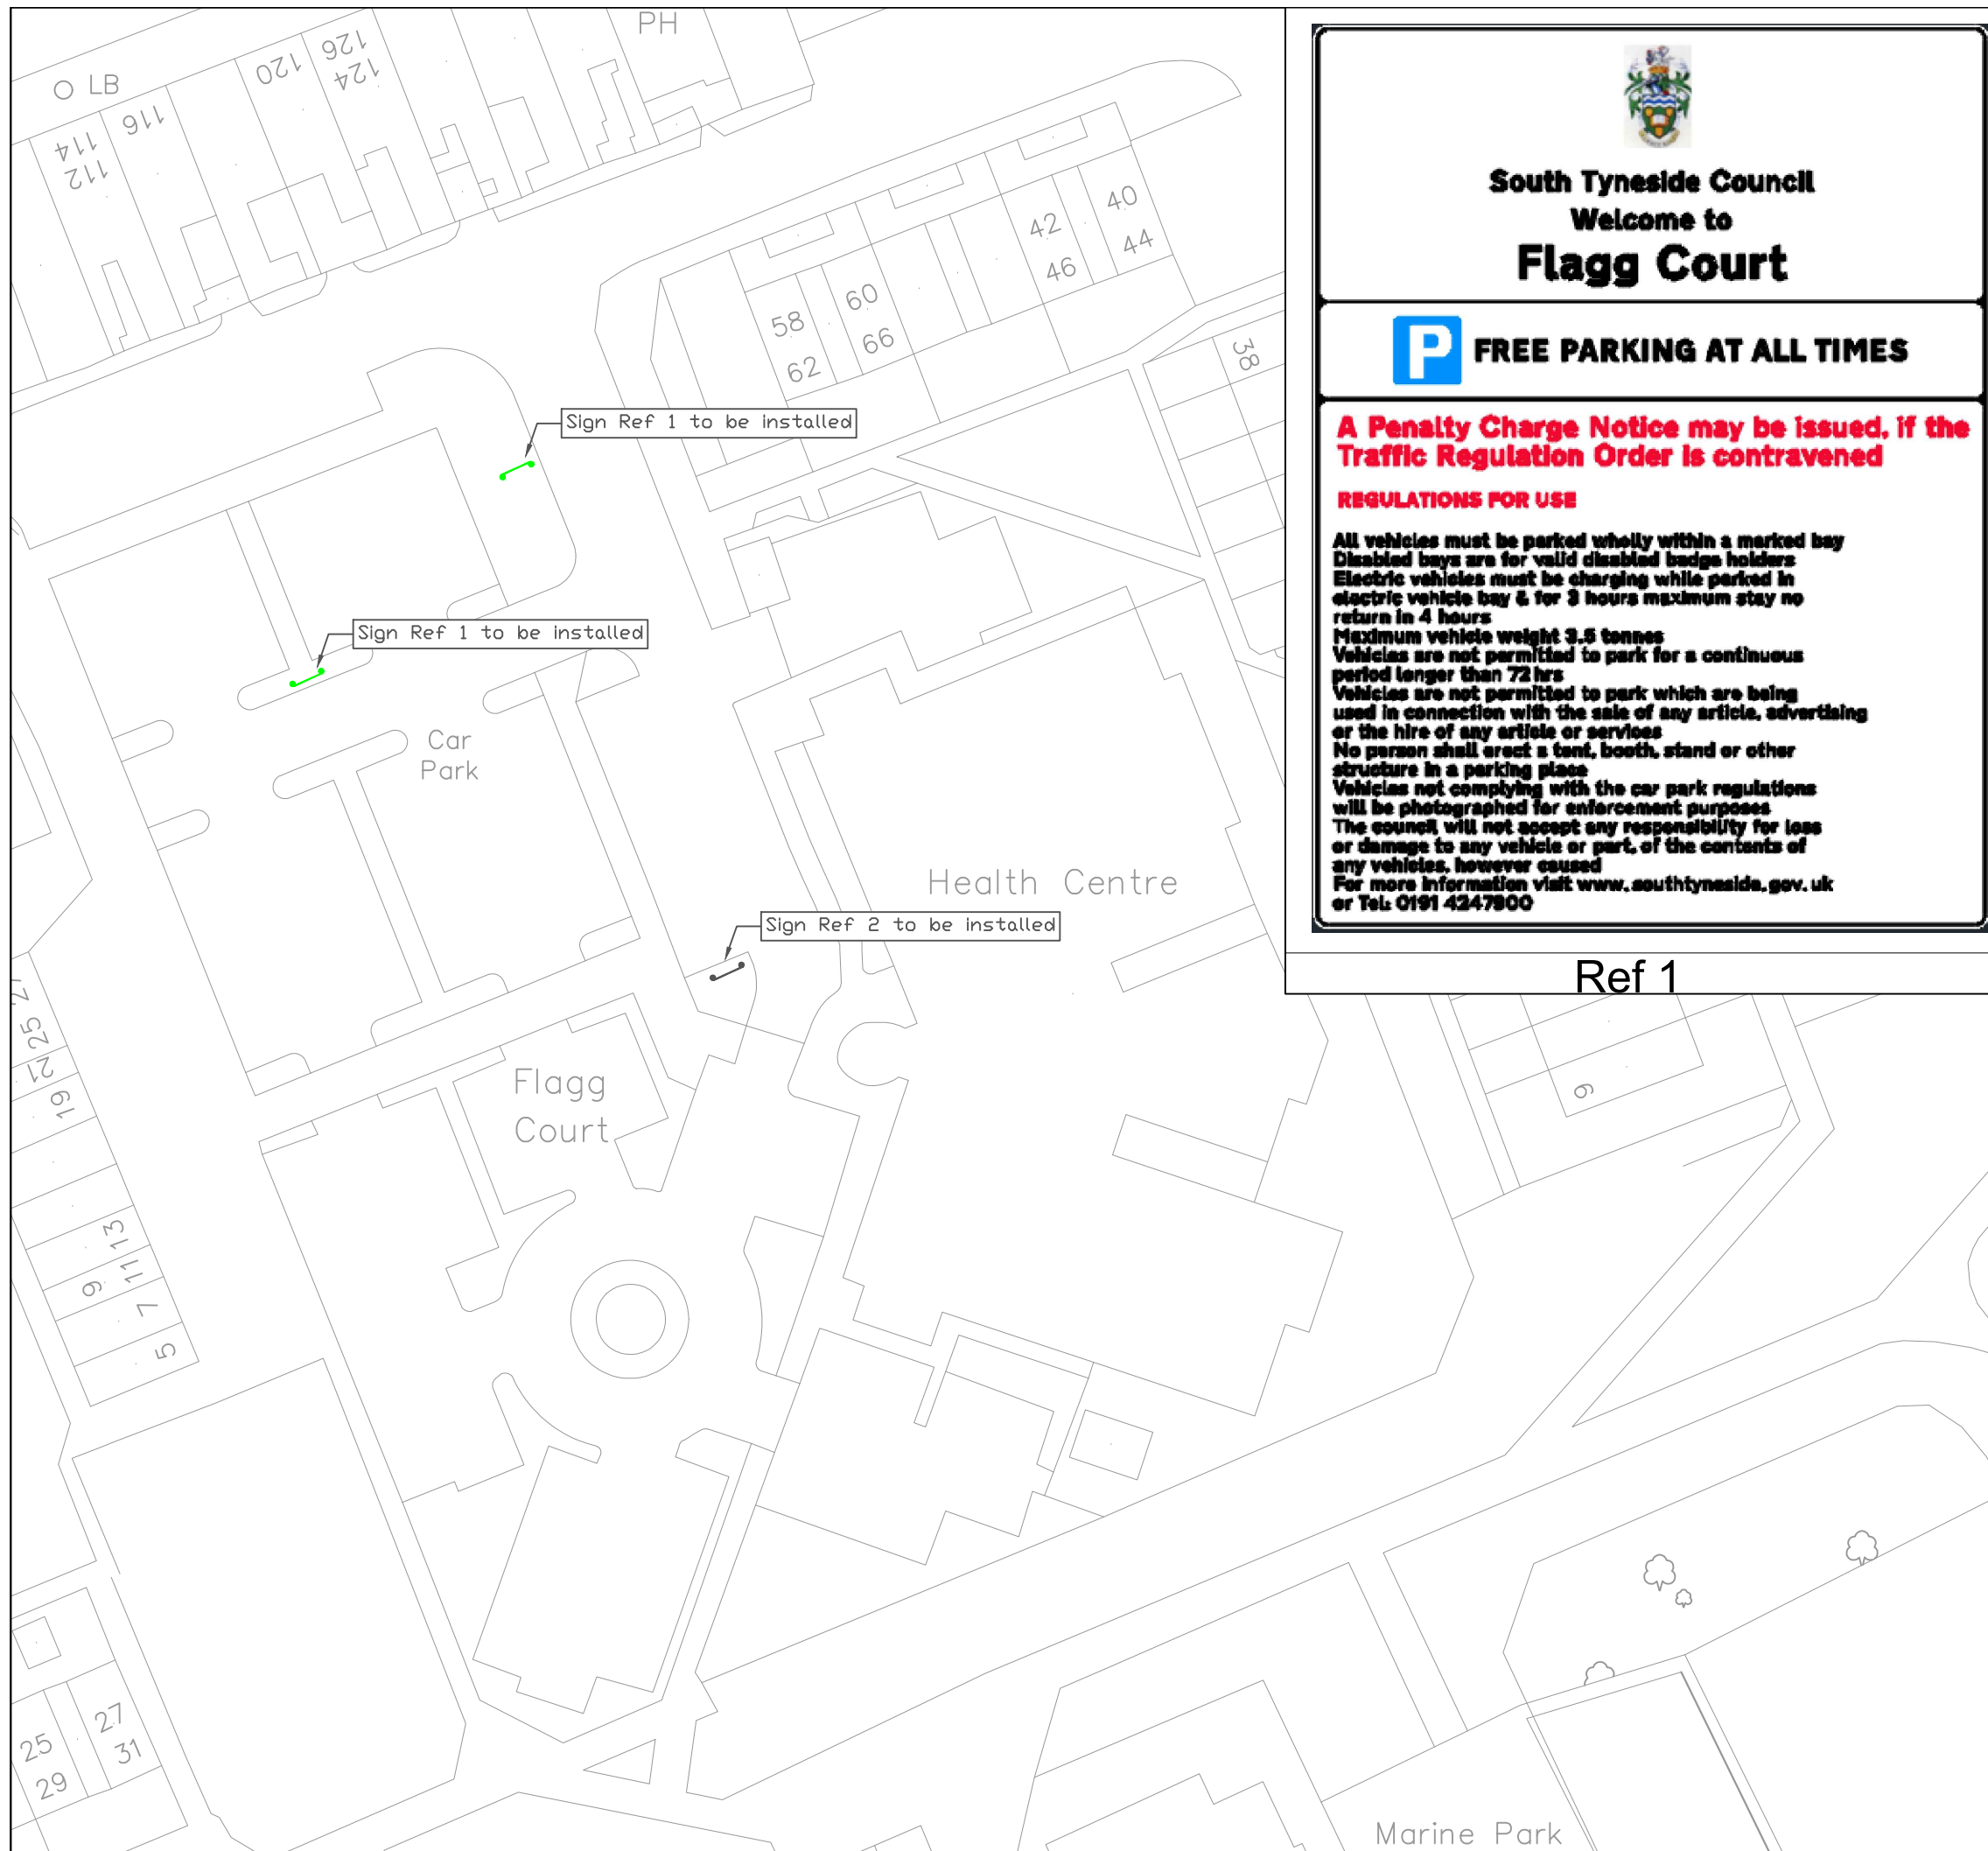 PH
LB
126
124
120
116
114
112
40
42
44
46
60
58
66
62
38
Sign Ref 1 to be installed
Sign Ref 1 to be installed
Car
Park
Health Centre
Sign Ref 2 to be installed
Flagg
Court
27
25
21
19
13
11
9
7
5
9
27
25
31
29
Marine Park
South Tyneside Council
Welcome to
Flagg Court
P FREE PARKING AT ALL TIMES
A Penalty Charge Notice may be issued, if the
Traffic Regulation Order is contravened
REGULATIONS FOR USE
All vehicles must be parked wholly within a marked bay
Disabled bays are for valid disabled badge holders
Electric vehicles must be charging while parked in
electric vehicle bay & for 3 hours maximum stay no
return in 4 hours
Maximum vehicle weight 3.5 tonnes
Vehicles are not permitted to park for a continuous
period longer than 72 hrs
Vehicles are not permitted to park which are being
used in connection with the sale of any article, advertising
or the hire of any article or services
No person shall erect a tent, booth, stand or other
structure in a parking place
Vehicles not complying with the car park regulations
will be photographed for enforcement purposes
The council will not accept any responsibility for loss
or damage to any vehicle or part, of the contents of
any vehicles, however caused
For more information visit www.southtyneside.gov.uk
or Tel: 0191 4247900
Ref 1